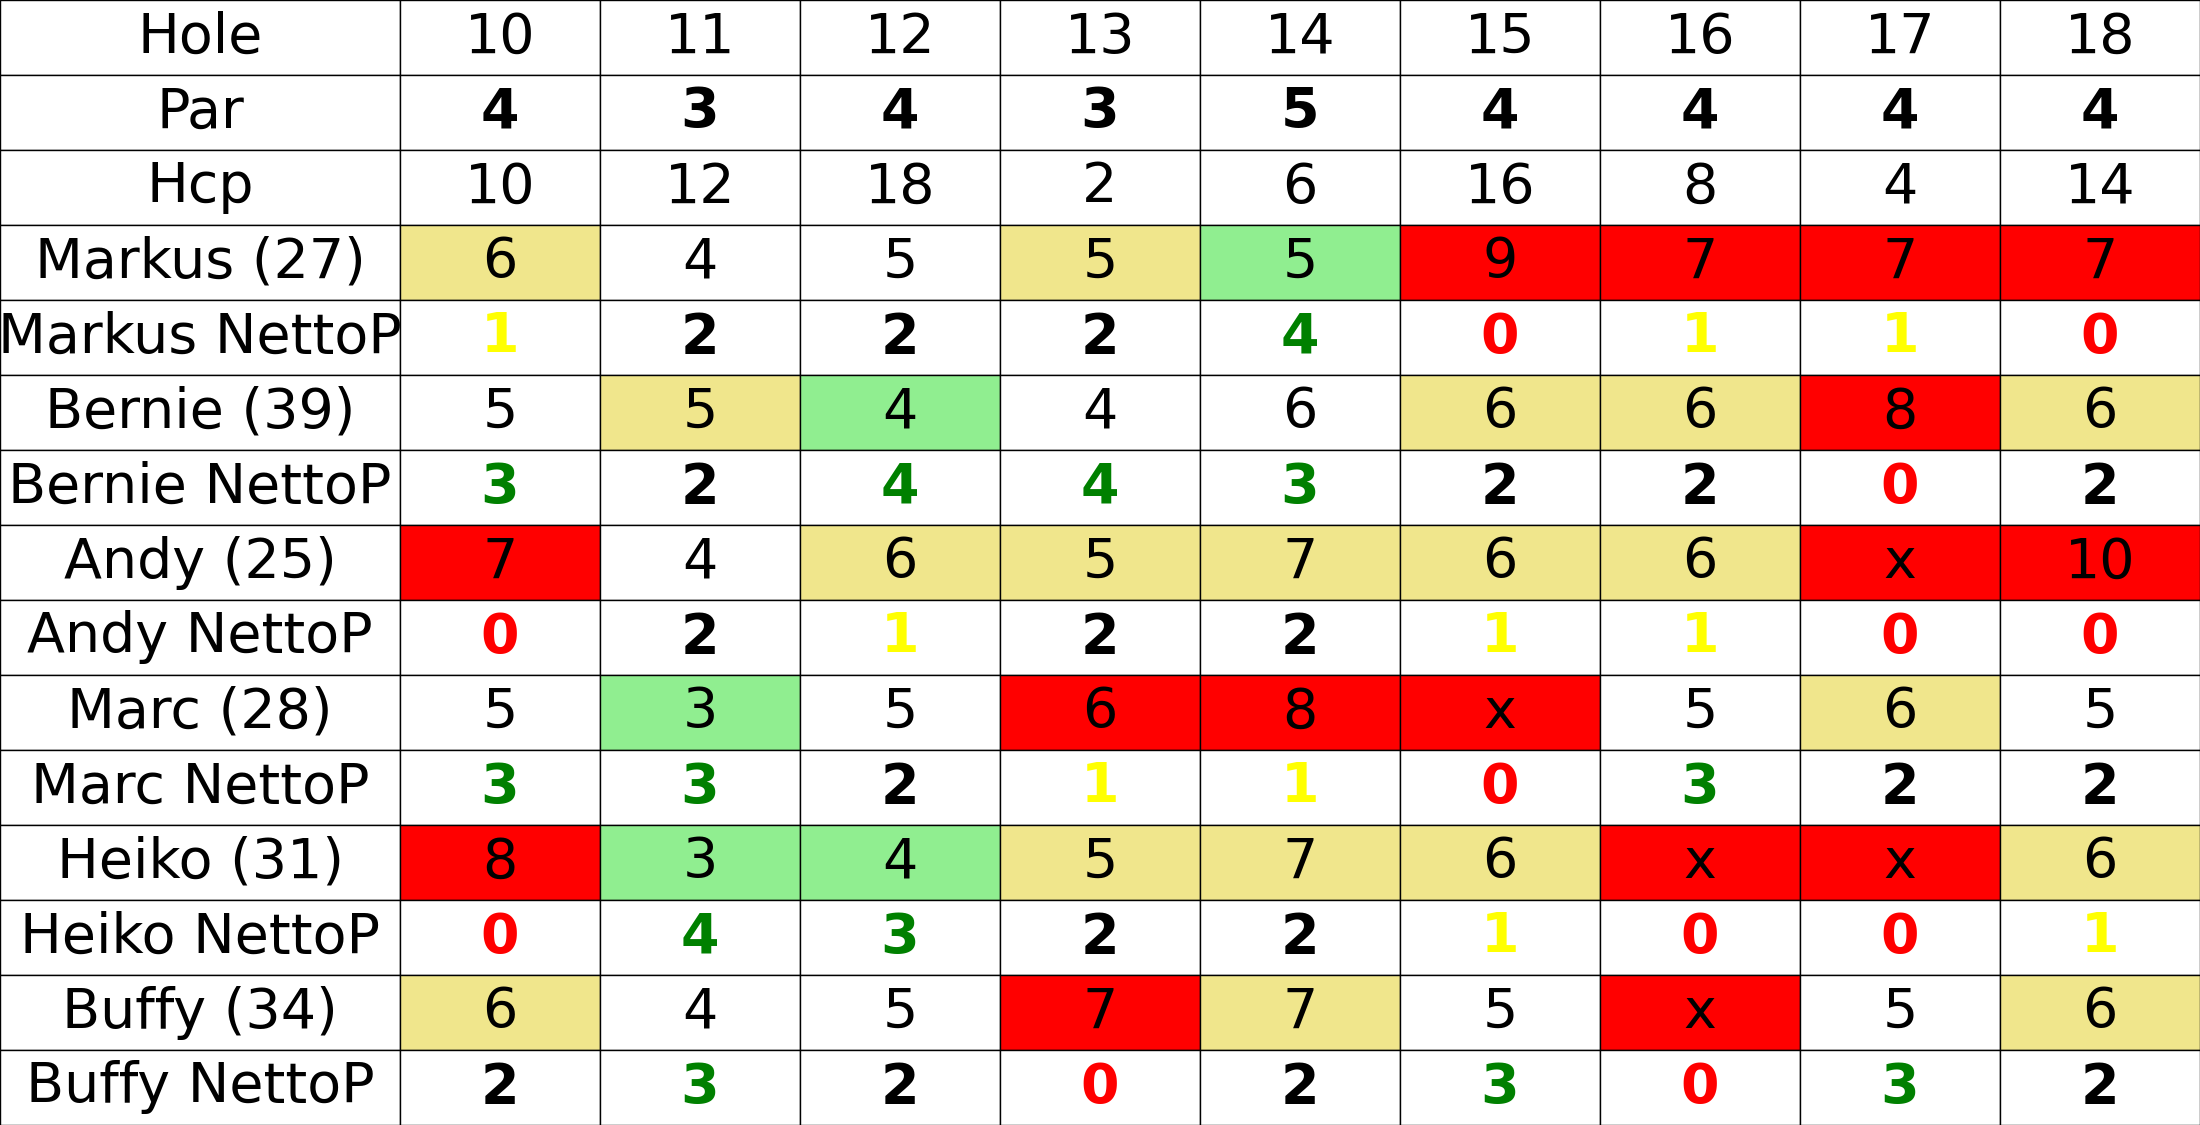 Hole 10 11 12 13 14 15 16 17 18
Par 4 3 4 3 5 4 4 4 4
Hcp 10 12 18 2 6 16 8 4 14
Markus (27) 6 4 5 5 5 9 7 7 7
Markus NettoP 1 2 2 2 4 0 1 1 0
Bernie (39) 5 5 4 4 6 6 6 8 6
Bernie NettoP 3 2 4 4 3 2 2 0 2
Andy (25) 7 4 6 5 7 6 6 x 10
Andy NettoP 0 2 1 2 2 1 1 0 0
Marc (28) 5 3 5 6 8 x 5 6 5
Marc NettoP 3 3 2 1 1 0 3 2 2
Heiko (31) 8 3 4 5 7 6 x x 6
Heiko NettoP 0 4 3 2 2 1 0 0 1
Buffy (34) 6 4 5 7 7 5 x 5 6
Buffy NettoP 2 3 2 0 2 3 0 3 2